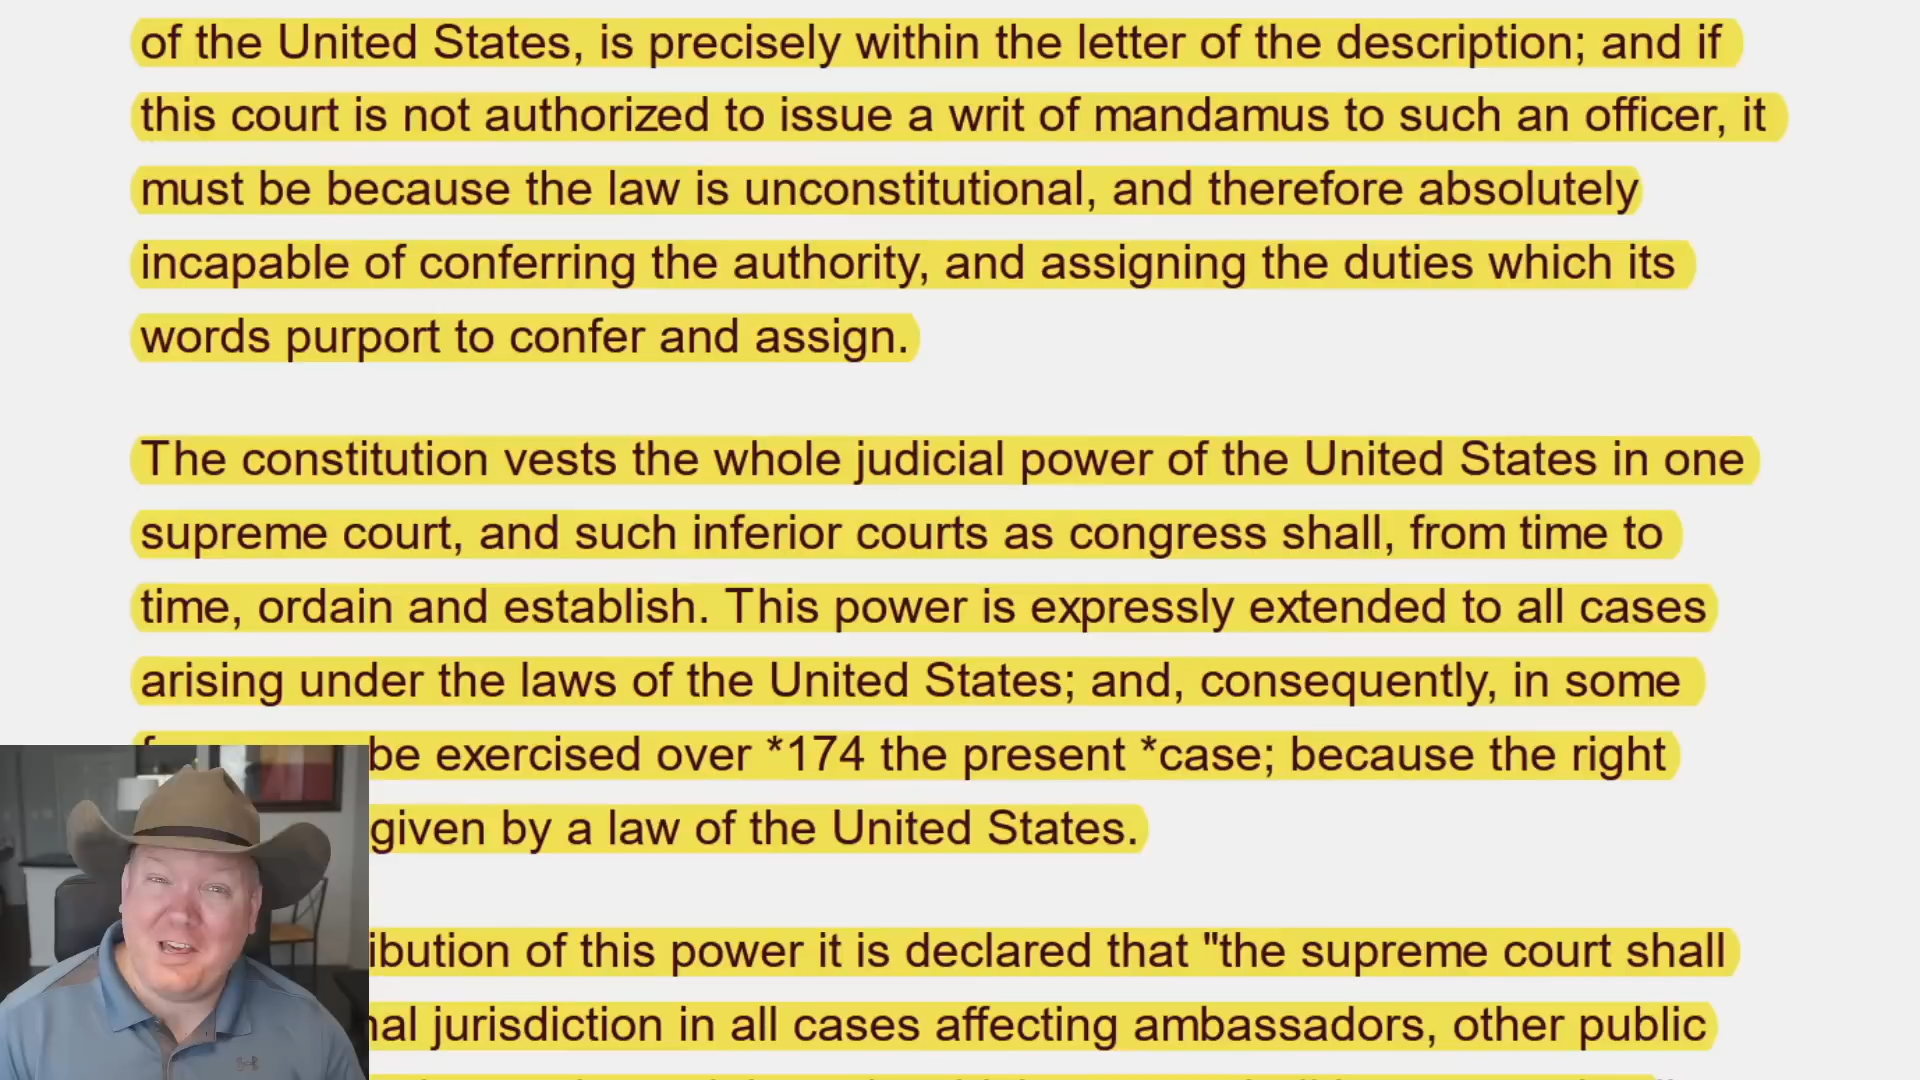 of the United States, is precisely within the letter of the description; and if
this court is not authorized to issue a writ of mandamus to such an officer, it
must be because the law is unconstitutional, and therefore absolutely
incapable of conferring the authority, and assigning the duties which its
words purport to confer and assign.
The constitution vests the whole judicial power of the United States in one
supreme court, and such inferior courts as congress shall, from time to
time, ordain and establish. This power is expressly extended to all cases
arising under the laws of the United States; and, consequently, in some
be exercised over *174 the present *case; because the right
given by a law of the United States.
ibution of this power it is declared that "the supreme court shall
nal jurisdiction in all cases affecting ambassadors, other public